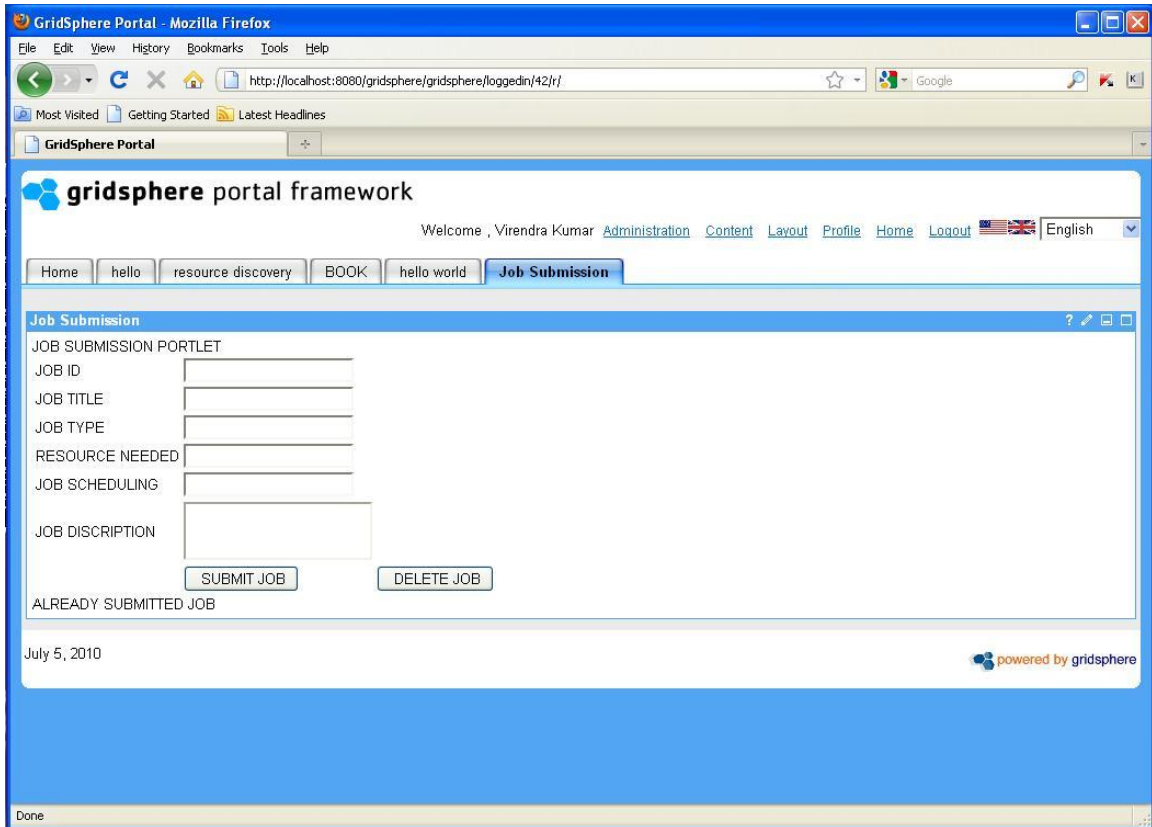 GridSphere Portal - Mozilla Firefox
File Edit View History Bookmarks Tools Help
http://localhost:8080/gridsphere/gridsphere/loggedin/42/r/ Google K
Most Visited Getting Started Latest Headlines
GridSphere Portal
gridsphere portal framework
Welcome , Virendra Kumar Administration Content Layout Profile Home Logout English
Home hello resource discovery BOOK hello world Job Submission
Job Submission ?
JOB SUBMISSION PORTLET
JOB ID
JOB TITLE
JOB TYPE
RESOURCE NEEDED
JOB SCHEDULING
JOB DISCRIPTION
SUBMIT JOB DELETE JOB
ALREADY SUBMITTED JOB
July 5, 2010 powered by gridsphere
Done